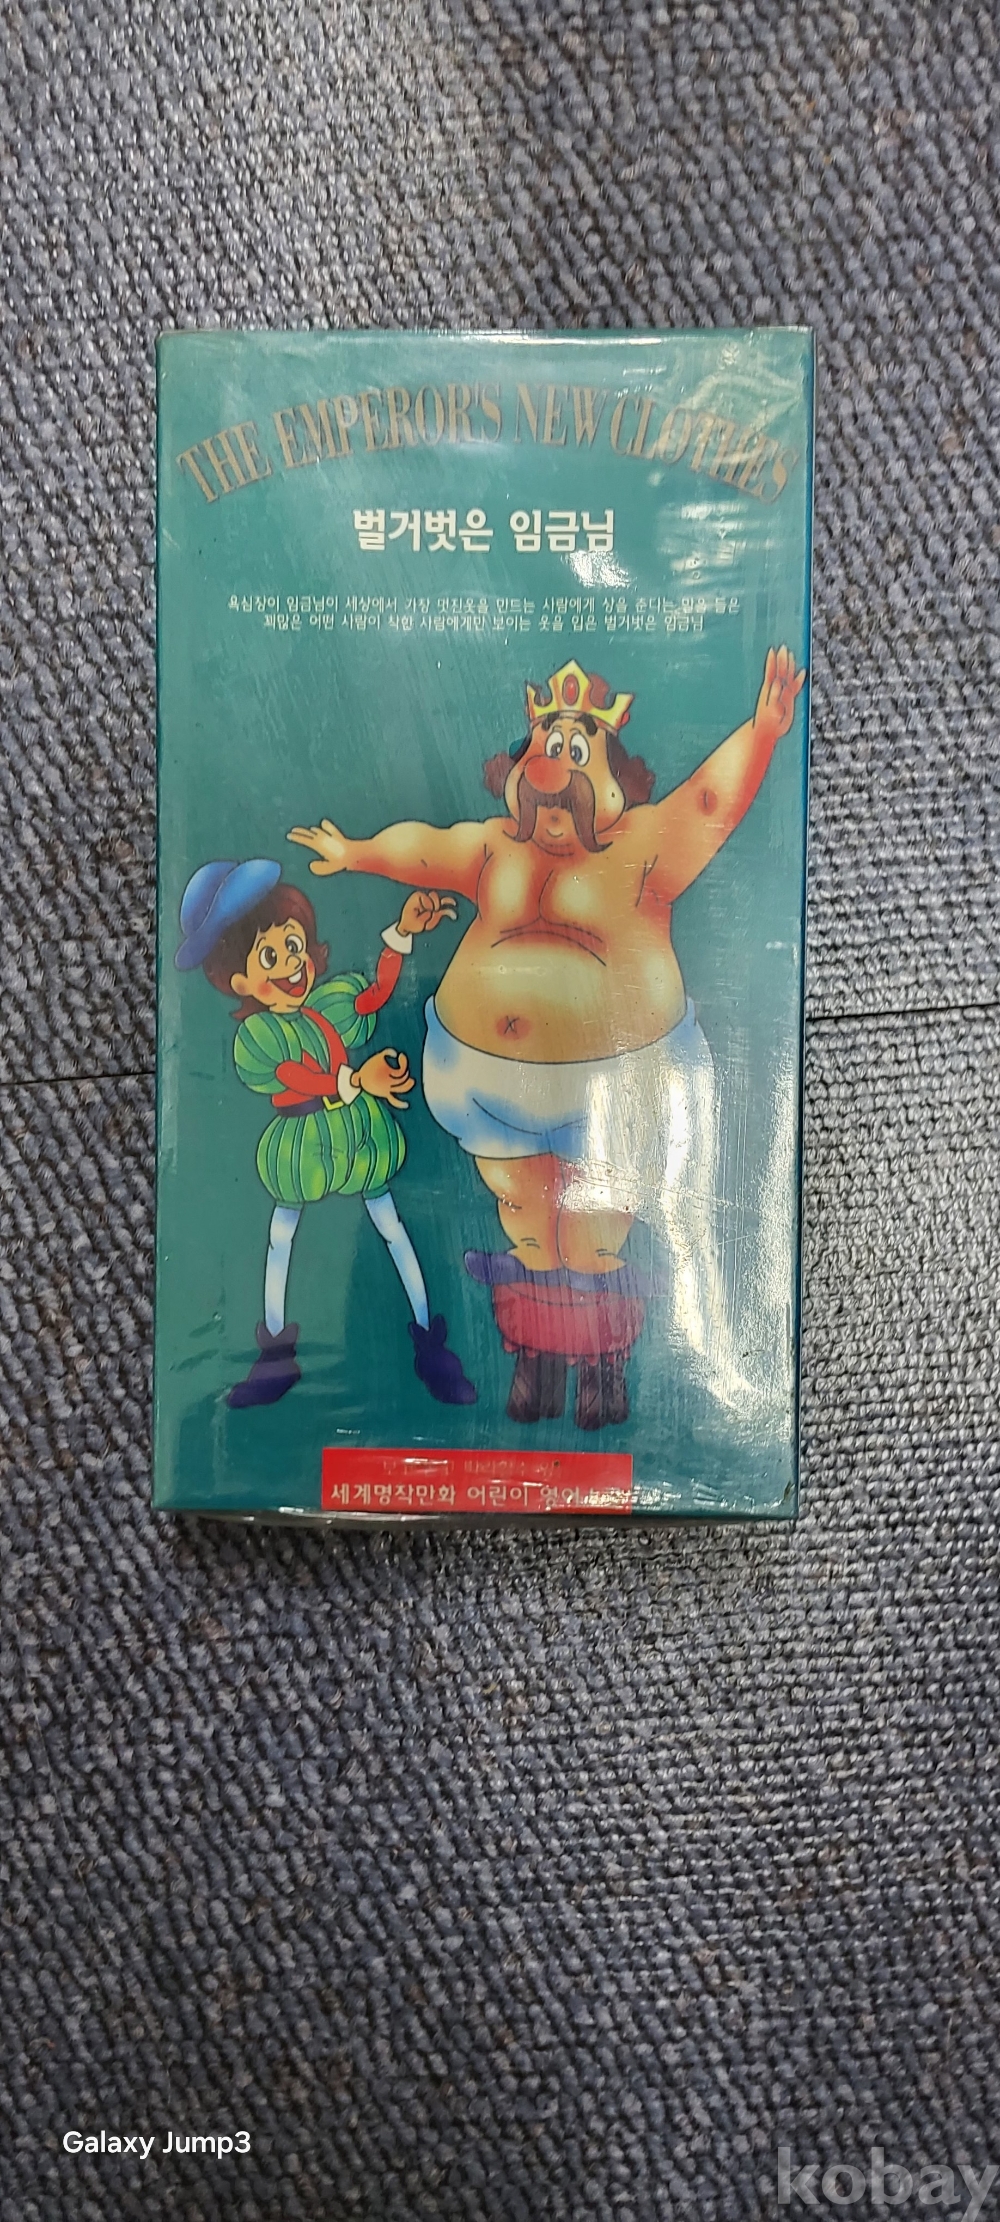 THE EMPEROR'S NEW CLOTHES
벌거벗은 임금님
욕심장이 임금님이 세상에서 가장 멋진옷을 만드는 사람에게 상을 준다는 말을 들은
꾀많은 어떤 사람이 착한 사람에게만 보이는 옷을 입은 벌거벗은 임금님
세계명작만화 어린이 영어
Galaxy Jump3
kobay